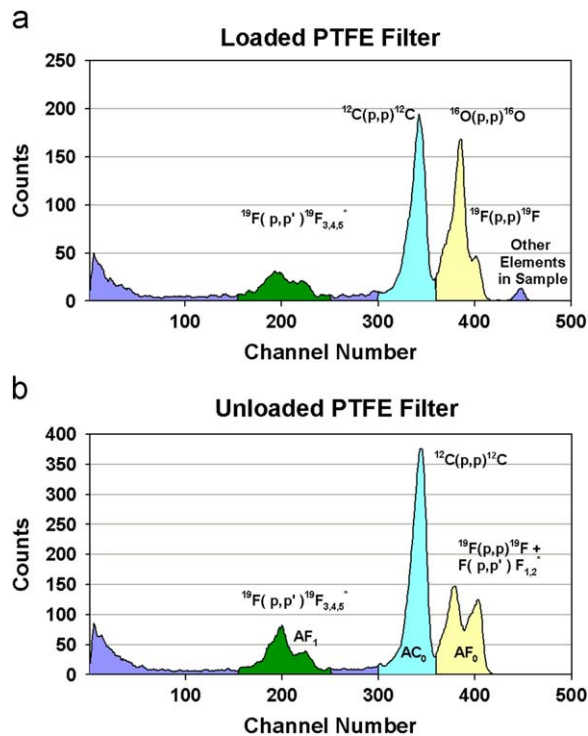 a
Loaded PTFE Filter
250
200
150
100
50
0
Counts
¹²C(p,p)¹²C
¹⁶O(p,p)¹⁶O
¹⁹F( p,p' )¹⁹F₃,₄,₅*
¹⁹F(p,p)¹⁹F
Other
Elements
in Sample
100 200 300 400 500
Channel Number
b
Unloaded PTFE Filter
400
350
300
250
200
150
100
50
0
Counts
¹²C(p,p)¹²C
¹⁹F(p,p)¹⁹F +
F( p,p' ) F₁,₂*
¹⁹F( p,p' )¹⁹F₃,₄,₅*
AF₁
AC₀
AF₀
100 200 300 400 500
Channel Number